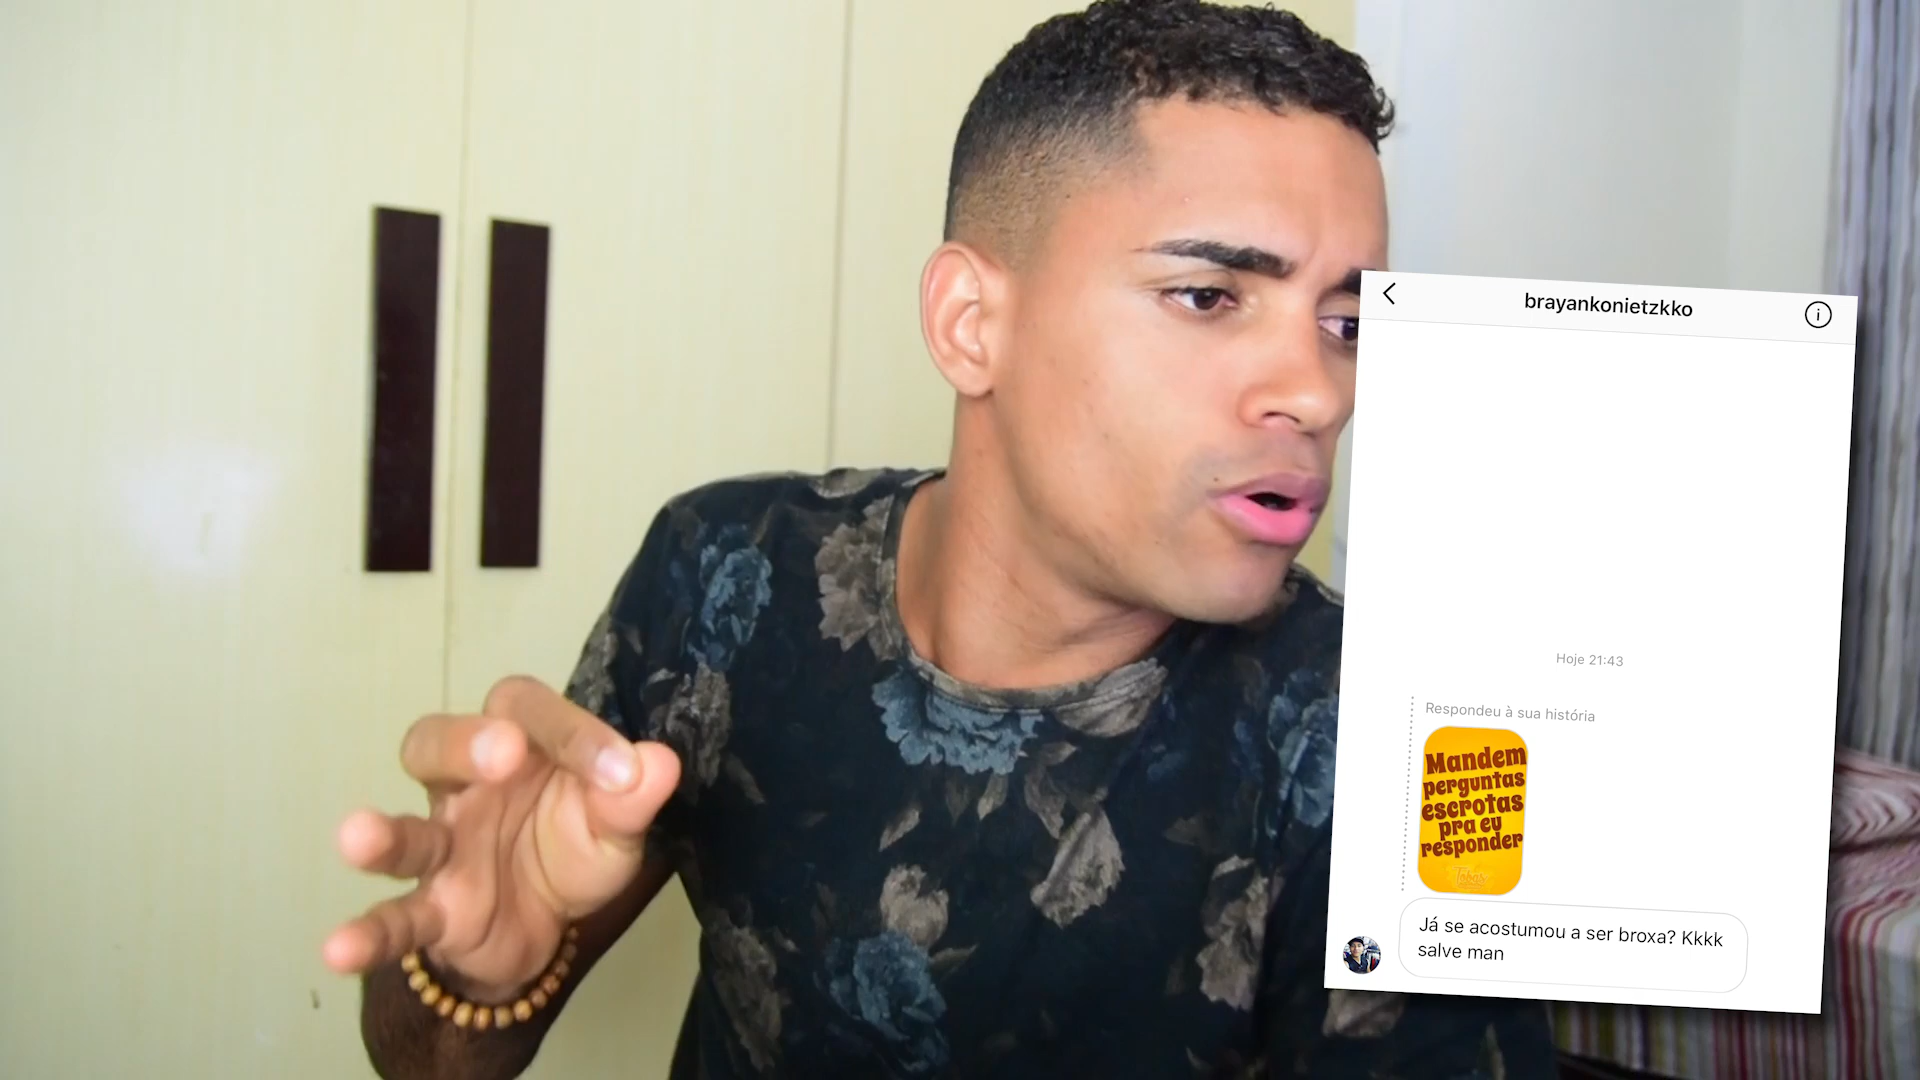 brayankonietzkko
Hoje 21:43
Respondeu à sua história
Mandem
perguntas
escrotas
pra eu
responder
Já se acostumou a ser broxa? Kkkk
salve man